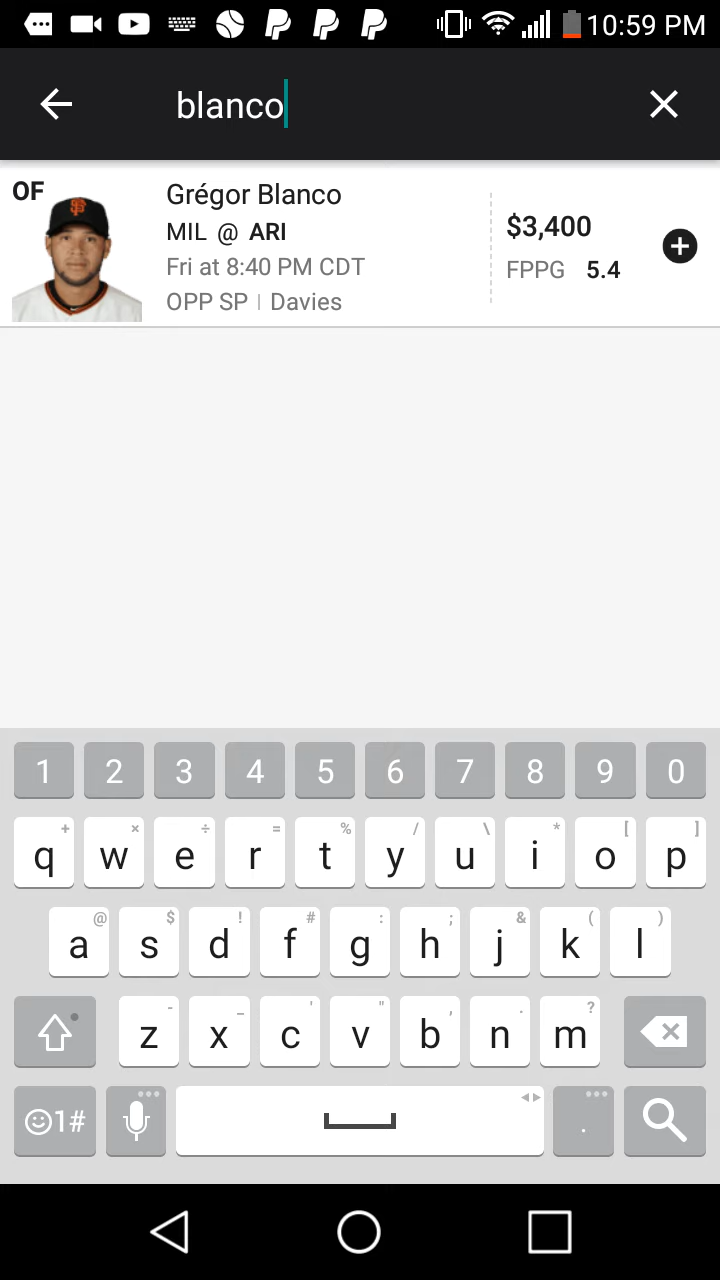 10:59 PM
blanco
OF
Grégor Blanco
MIL @ ARI
Fri at 8:40 PM CDT
OPP SP | Davies
$3,400
FPPG 5.4
1 2 3 4 5 6 7 8 9 0
+ × ÷ = % / \ * [ ]
q w e r t y u i o p
@ $ ! # : ; & ( )
a s d f g h j k l
- _ ' " , . ?
z x c v b n m
1# .